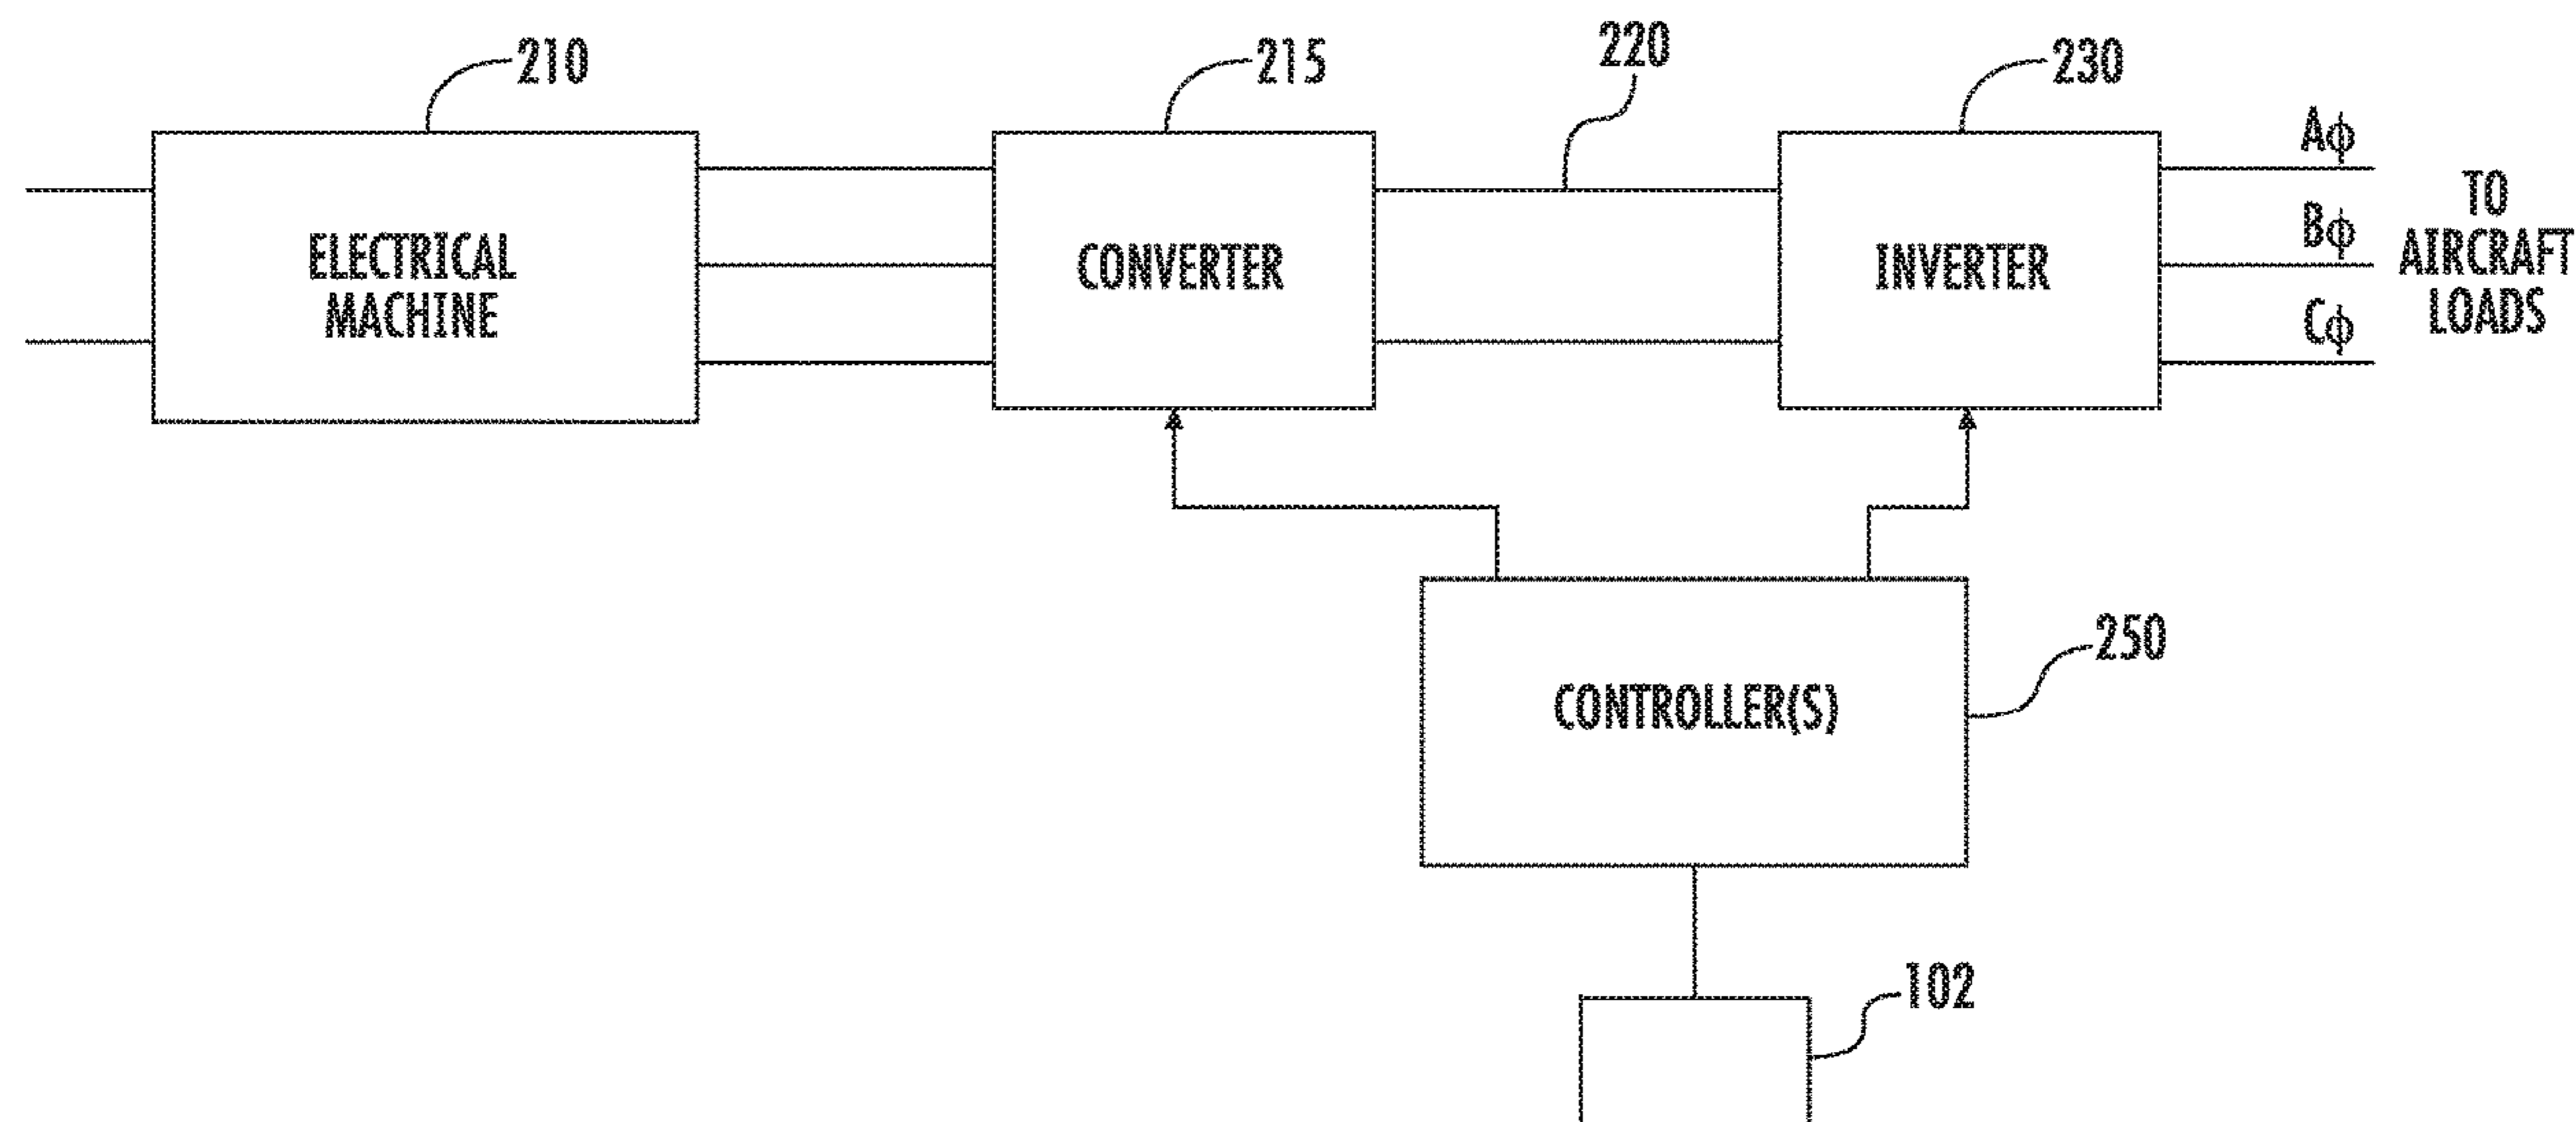 210
215
220
230
ELECTRICAL
MACHINE
CONVERTER
INVERTER
Aϕ
Bϕ
Cϕ
TO
AIRCRAFT
LOADS
CONTROLLER(S)
250
102